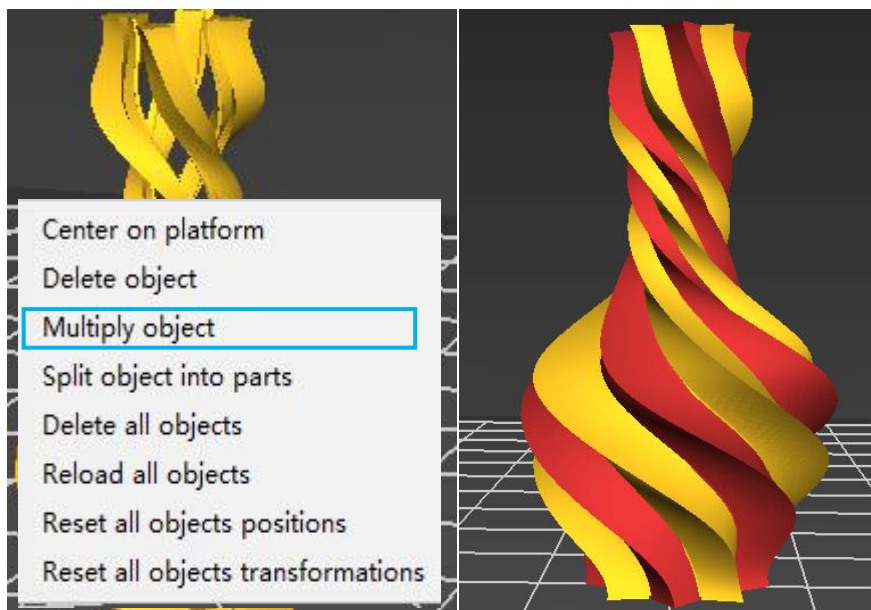 Center on platform
Delete object
Multiply object
Split object into parts
Delete all objects
Reload all objects
Reset all objects positions
Reset all objects transformations